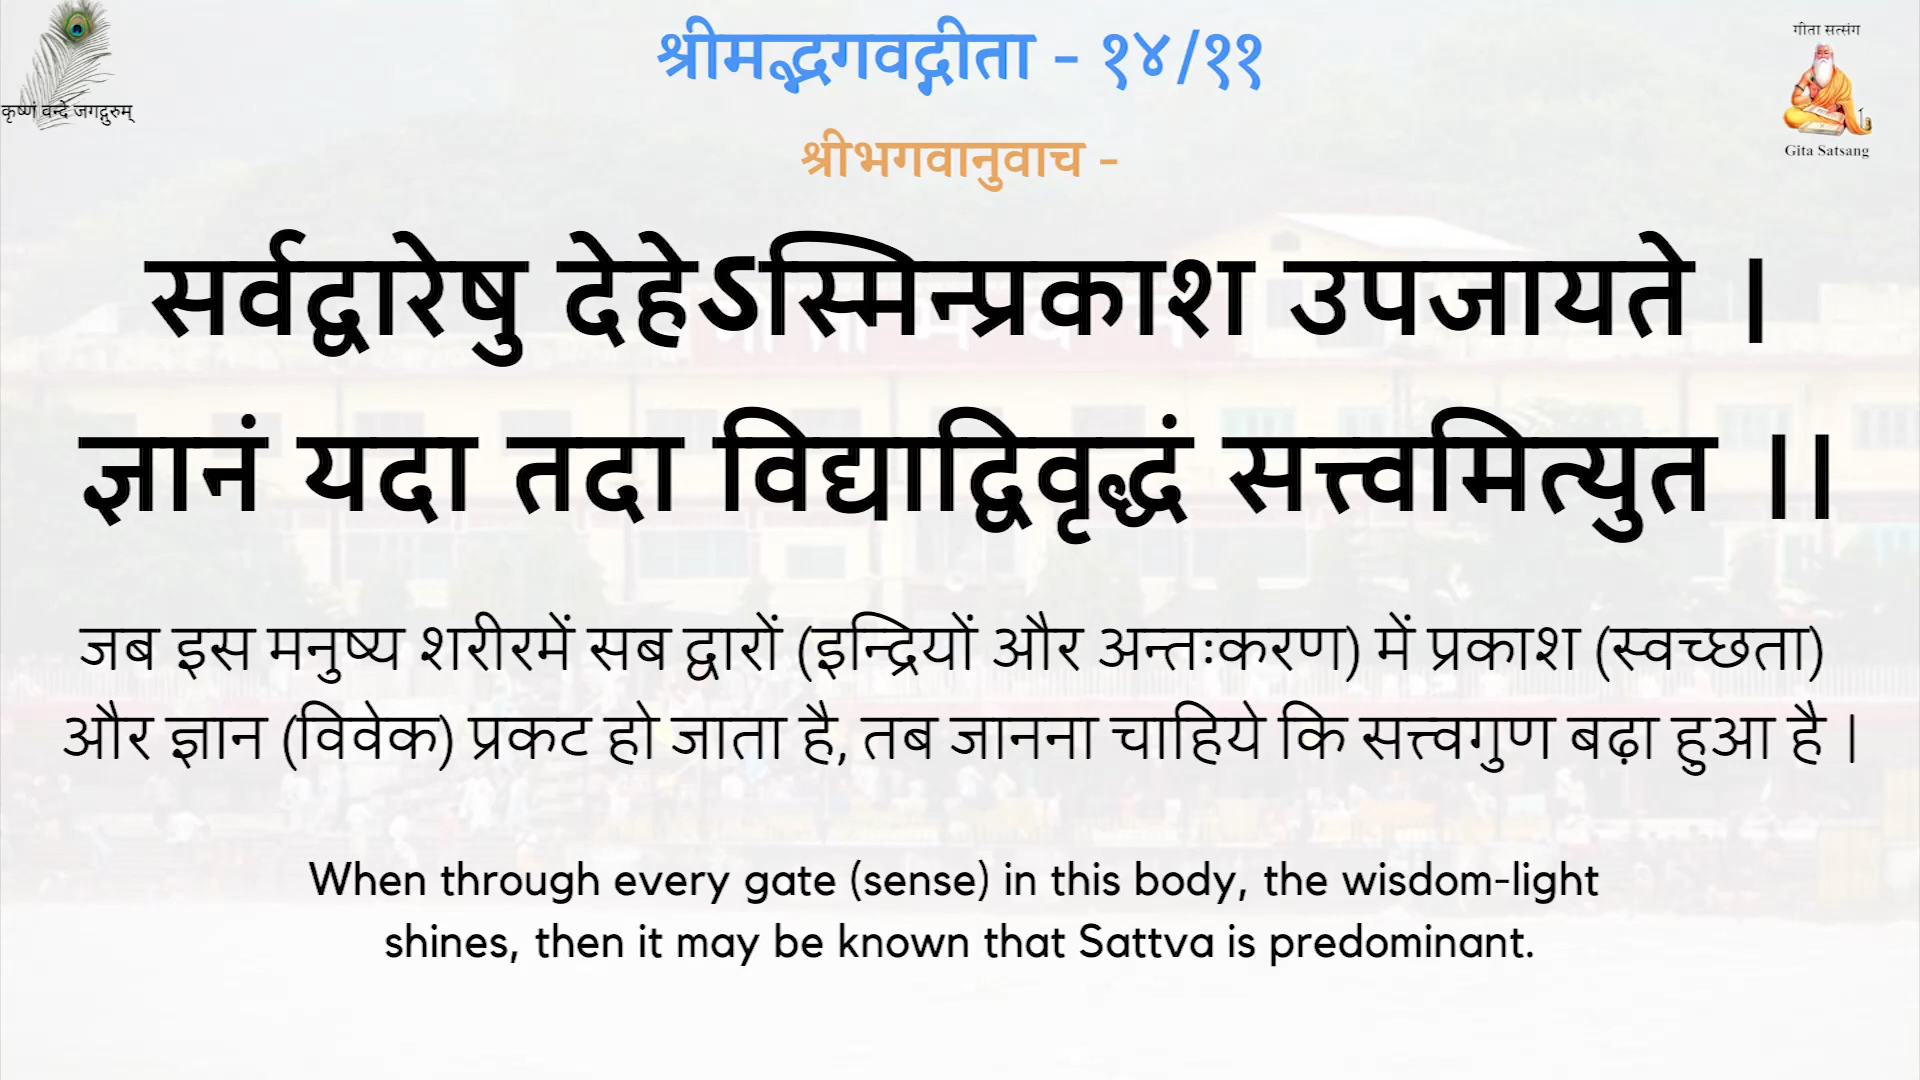 श्रीमद्भगवद्गीता - १४/११
गीता सत्संग
कृष्णं वन्दे जगद्गुरुम्
Gita Satsang
श्रीभगवानुवाच -
सर्वद्वारेषु देहेऽस्मिन्प्रकाश उपजायते ।
ज्ञानं यदा तदा विद्याद्विवृद्धं सत्त्वमित्युत ।।
जब इस मनुष्य शरीरमें सब द्वारों (इन्द्रियों और अन्तःकरण) में प्रकाश (स्वच्छता)
और ज्ञान (विवेक) प्रकट हो जाता है, तब जानना चाहिये कि सत्त्वगुण बढ़ा हुआ है ।
When through every gate (sense) in this body, the wisdom-light
shines, then it may be known that Sattva is predominant.